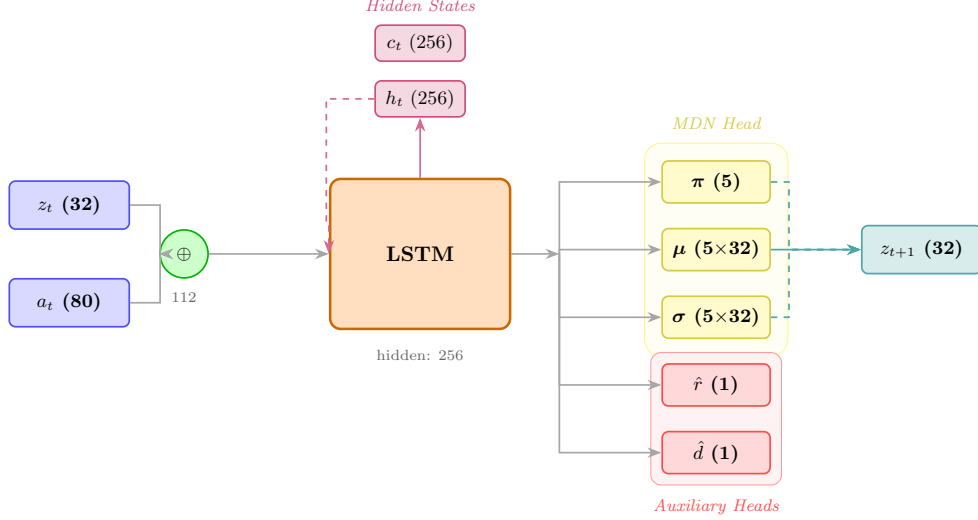 Hidden States
c_t (256)
h_t (256)
MDN Head
z_t (32)
a_t (80)
⊕
112
LSTM
hidden: 256
π (5)
μ (5×32)
σ (5×32)
z_{t+1} (32)
r̂ (1)
d̂ (1)
Auxiliary Heads